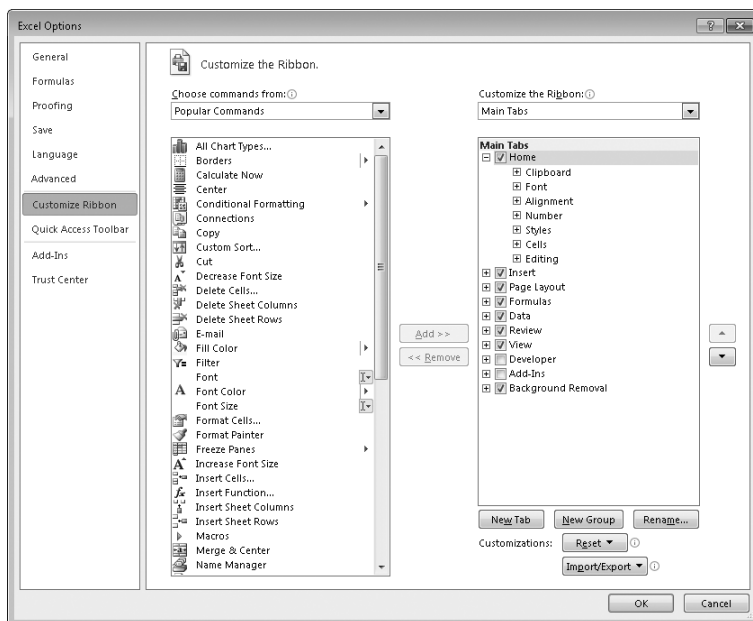 Excel Options
General
Formulas
Proofing
Save
Language
Advanced
Customize Ribbon
Quick Access Toolbar
Add-Ins
Trust Center
Customize the Ribbon.
Choose commands from:
Popular Commands
All Chart Types...
Borders
Calculate Now
Center
Conditional Formatting
Connections
Copy
Custom Sort...
Cut
Decrease Font Size
Delete Cells...
Delete Sheet Columns
Delete Sheet Rows
E-mail
Fill Color
Filter
Font
Font Color
Font Size
Format Cells...
Format Painter
Freeze Panes
Increase Font Size
Insert Cells...
Insert Function...
Insert Sheet Columns
Insert Sheet Rows
Macros
Merge & Center
Name Manager
Add >>
<< Remove
Customize the Ribbon:
Main Tabs
Main Tabs
Home
Clipboard
Font
Alignment
Number
Styles
Cells
Editing
Insert
Page Layout
Formulas
Data
Review
View
Developer
Add-Ins
Background Removal
New Tab
New Group
Rename...
Customizations:
Reset
Import/Export
OK
Cancel